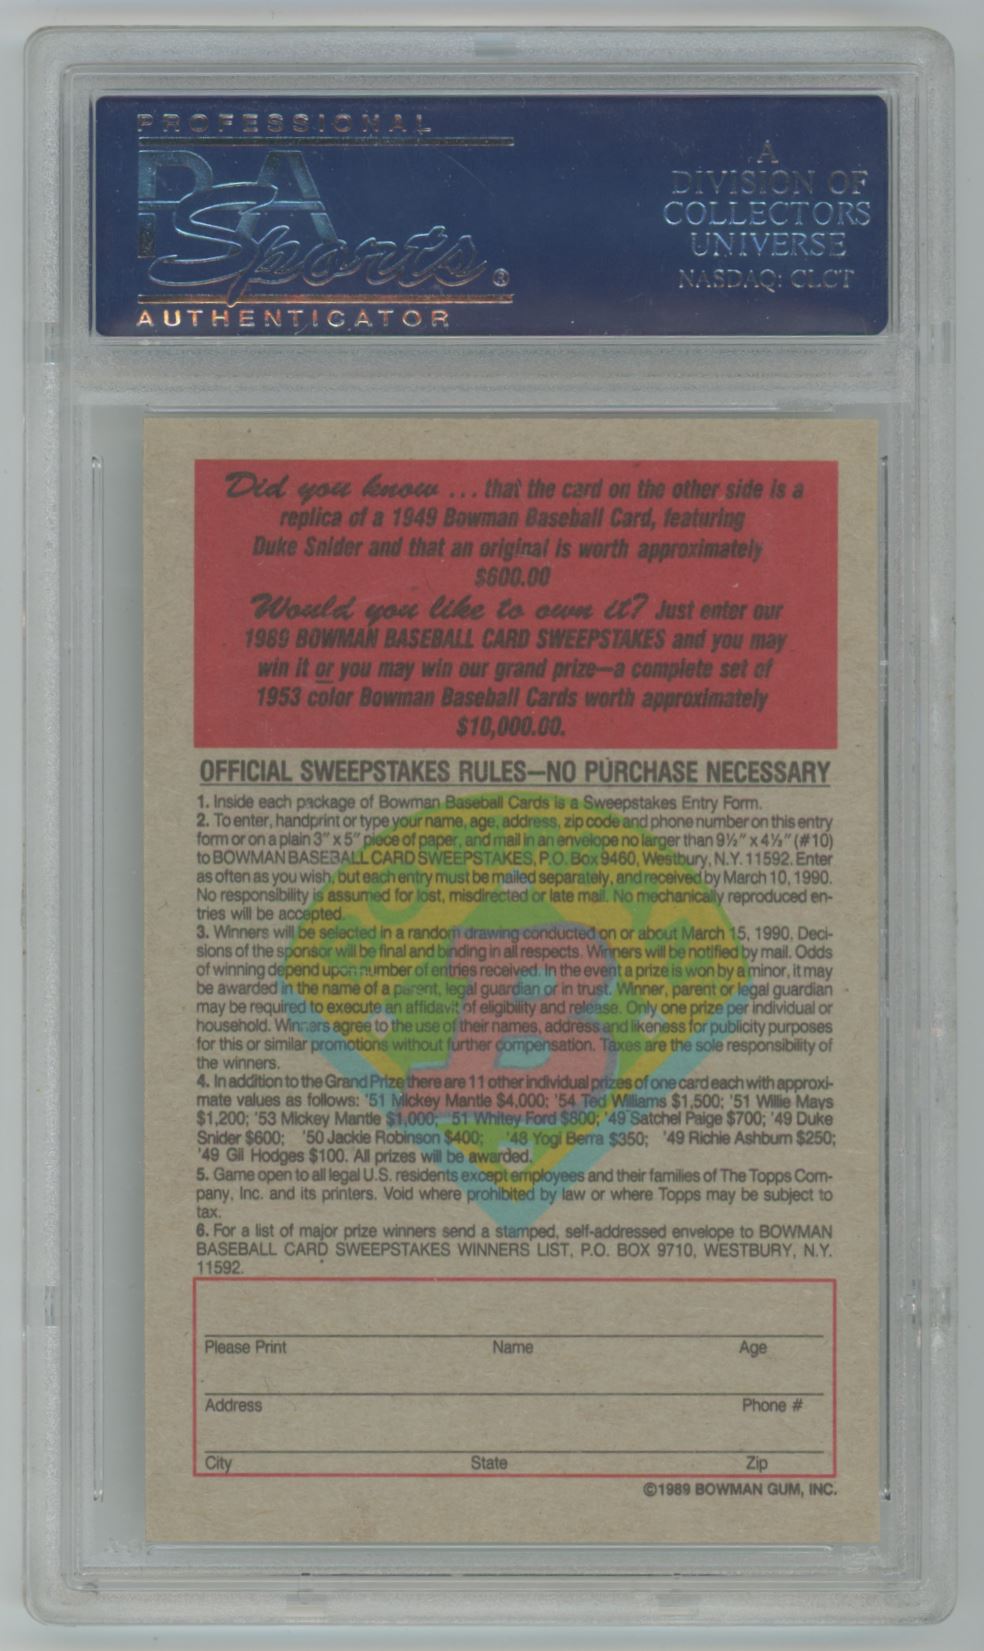 PROFESSIONAL
PSA
Sports®
AUTHENTICATOR
A
DIVISION OF
COLLECTORS
UNIVERSE
NASDAQ: CLCT
Did you know ... that the card on the other side is a
replica of a 1949 Bowman Baseball Card, featuring
Duke Snider and that an original is worth approximately
$600.00
Would you like to own it? Just enter our
1989 BOWMAN BASEBALL CARD SWEEPSTAKES and you may
win it or you may win our grand prize—a complete set of
1953 color Bowman Baseball Cards worth approximately
$10,000.00.
OFFICIAL SWEEPSTAKES RULES—NO PURCHASE NECESSARY
1. Inside each package of Bowman Baseball Cards is a Sweepstakes Entry Form.
2. To enter, handprint or type your name, age, address, zip code and phone number on this entry
form or on a plain 3" x 5" piece of paper, and mail in an envelope no larger than 9½" x 4½" (#10)
to BOWMAN BASEBALL CARD SWEEPSTAKES, P.O. Box 9460, Westbury, N.Y. 11592. Enter
as often as you wish, but each entry must be mailed separately, and received by March 10, 1990.
No responsibility is assumed for lost, misdirected or late mail. No mechanically reproduced en-
tries will be accepted.
3. Winners will be selected in a random drawing conducted on or about March 15, 1990. Deci-
sions of the sponsor will be final and binding in all respects. Winners will be notified by mail. Odds
of winning depend upon number of entries received. In the event a prize is won by a minor, it may
be awarded in the name of a parent, legal guardian or in trust. Winner, parent or legal guardian
may be required to execute an affidavit of eligibility and release. Only one prize per individual or
household. Winners agree to the use of their names, address and likeness for publicity purposes
for this or similar promotions without further compensation. Taxes are the sole responsibility of
the winners.
4. In addition to the Grand Prize there are 11 other individual prizes of one card each with approxi-
mate values as follows: '51 Mickey Mantle $4,000; '54 Ted Williams $1,500; '51 Willie Mays
$1,200; '53 Mickey Mantle $1,000; '51 Whitey Ford $800; '49 Satchel Paige $700; '49 Duke
Snider $600; '50 Jackie Robinson $400; '48 Yogi Berra $350; '49 Richie Ashburn $250;
'49 Gil Hodges $100. All prizes will be awarded.
5. Game open to all legal U.S. residents except employees and their families of The Topps Com-
pany, Inc. and its printers. Void where prohibited by law or where Topps may be subject to
tax.
6. For a list of major prize winners send a stamped, self-addressed envelope to BOWMAN
BASEBALL CARD SWEEPSTAKES WINNERS LIST, P.O. BOX 9710, WESTBURY, N.Y.
11592.
Please Print Name Age
Address Phone #
City State Zip
©1989 BOWMAN GUM, INC.